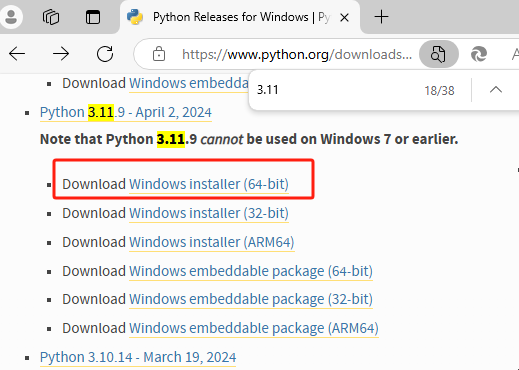 Python Releases for Windows | Py
https://www.python.org/downloads...
3.11
18/38
Download Windows embedda
Python 3.11.9 - April 2, 2024
Note that Python 3.11.9 cannot be used on Windows 7 or earlier.
Download Windows installer (64-bit)
Download Windows installer (32-bit)
Download Windows installer (ARM64)
Download Windows embeddable package (64-bit)
Download Windows embeddable package (32-bit)
Download Windows embeddable package (ARM64)
Python 3.10.14 - March 19, 2024